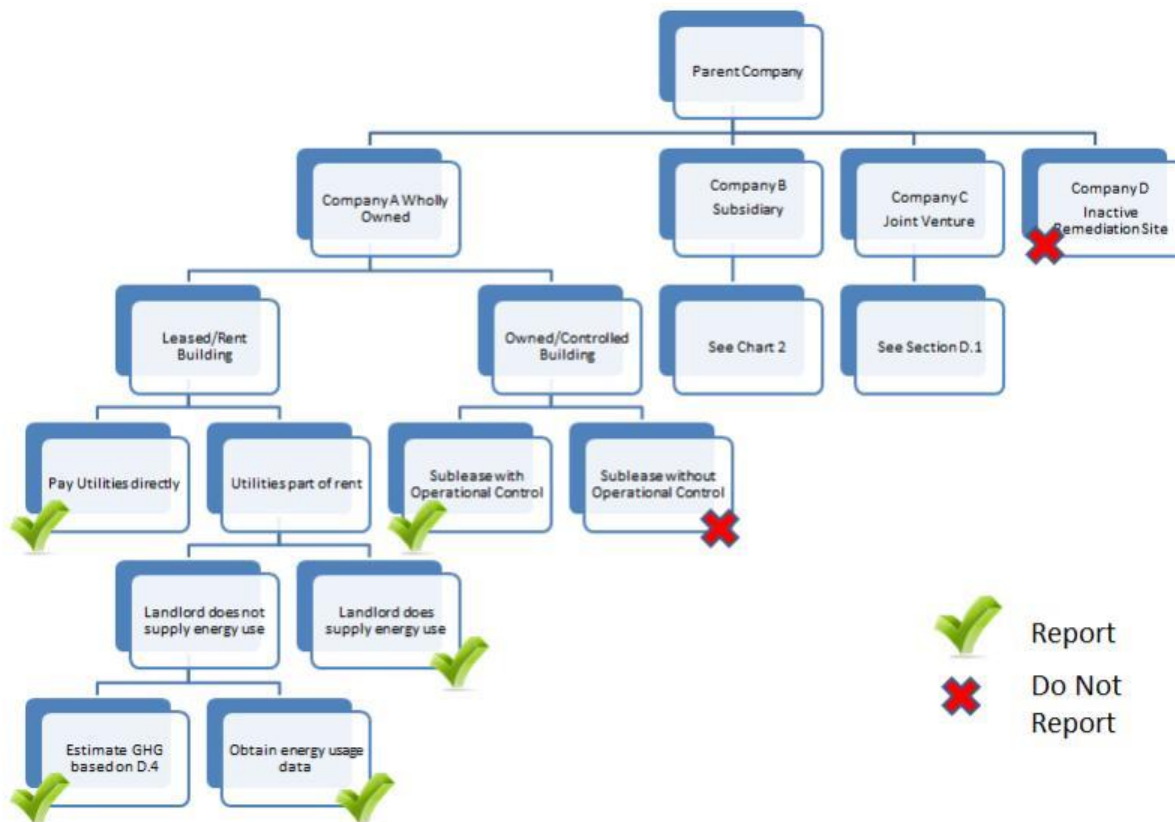 Parent Company
Company A Wholly
Owned
Company B
Subsidiary
Company C
Joint Venture
Company D
Inactive
Remediation Site
Leased/Rent
Building
Owned/Controlled
Building
See Chart 2
See Section D.1
Pay Utilities directly
Utilities part of rent
Sublease with
Operational Control
Sublease without
Operational Control
Landlord does not
supply energy use
Landlord does
supply energy use
Report
Do Not
Report
Estimate GHG
based on D.4
Obtain energy usage
data